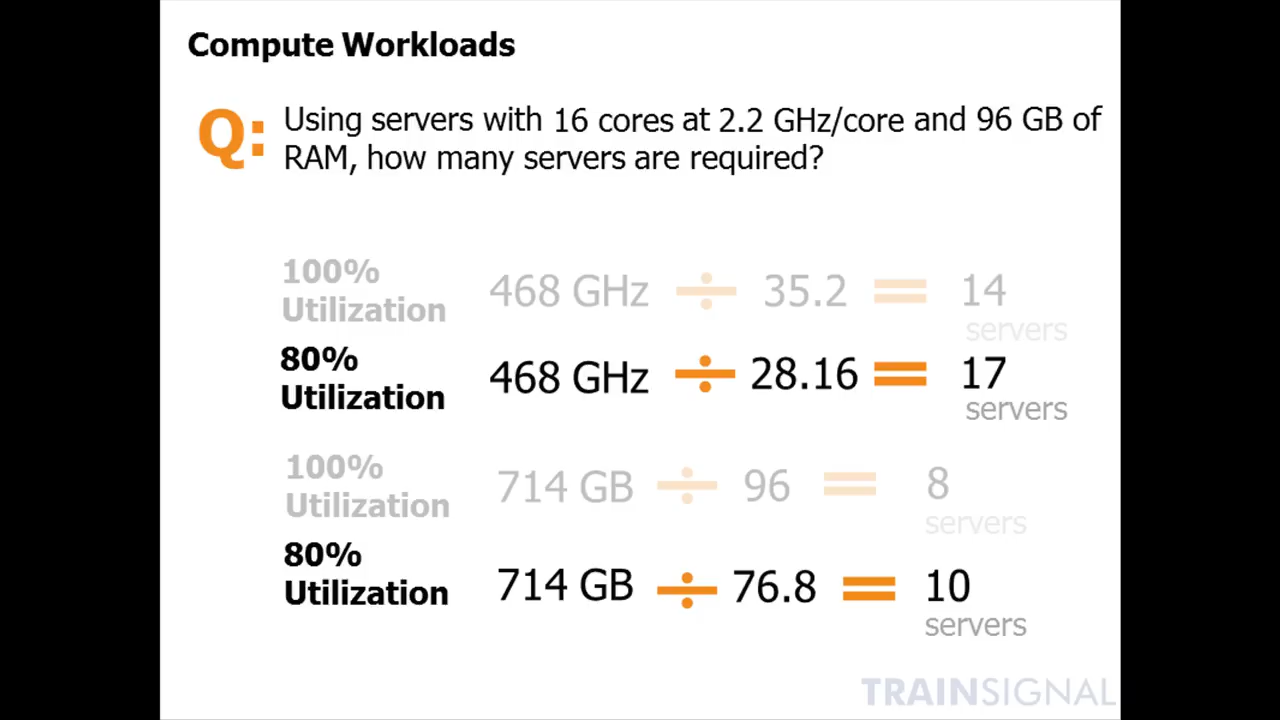 Compute Workloads
Q: Using servers with 16 cores at 2.2 GHz/core and 96 GB of
RAM, how many servers are required?
100%
Utilization 468 GHz ÷ 35.2 = 14
servers
80%
Utilization 468 GHz ÷ 28.16 = 17
servers
100%
Utilization 714 GB ÷ 96 = 8
servers
80%
Utilization 714 GB ÷ 76.8 = 10
servers
TRAINSIGNAL